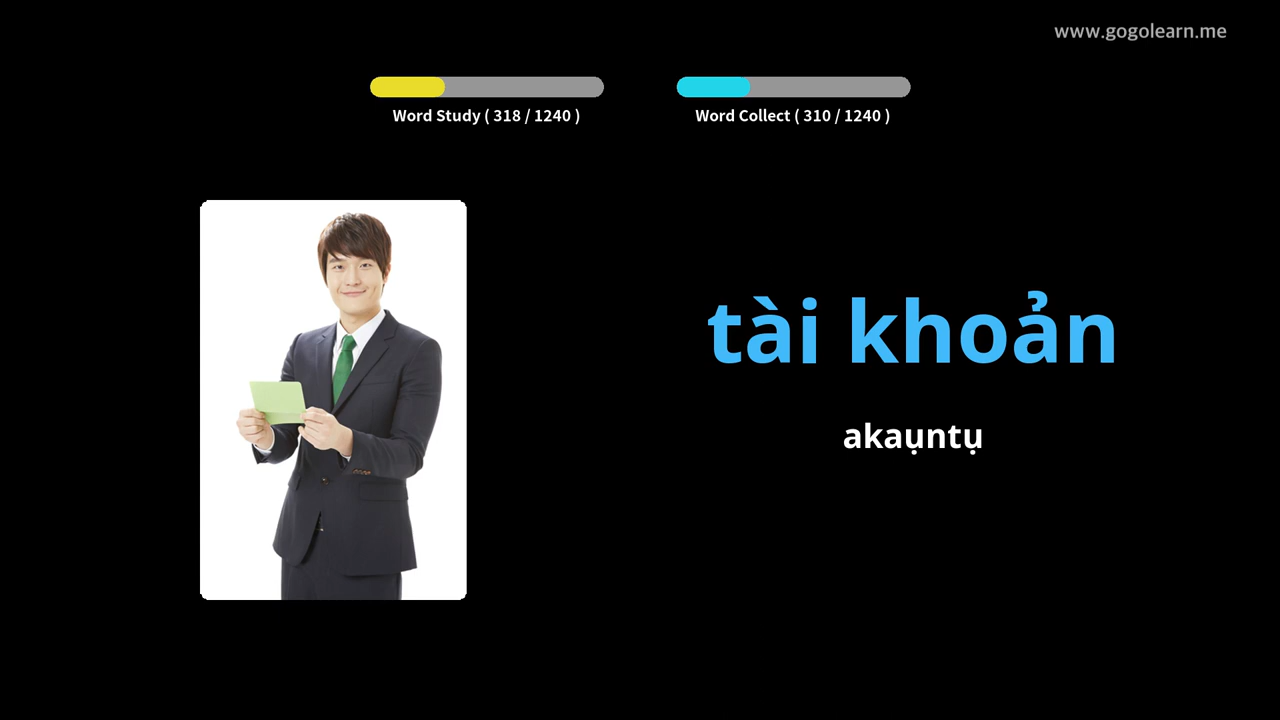 www.gogolearn.me
Word Study ( 318 / 1240 )
Word Collect ( 310 / 1240 )
tài khoản
akaụntụ